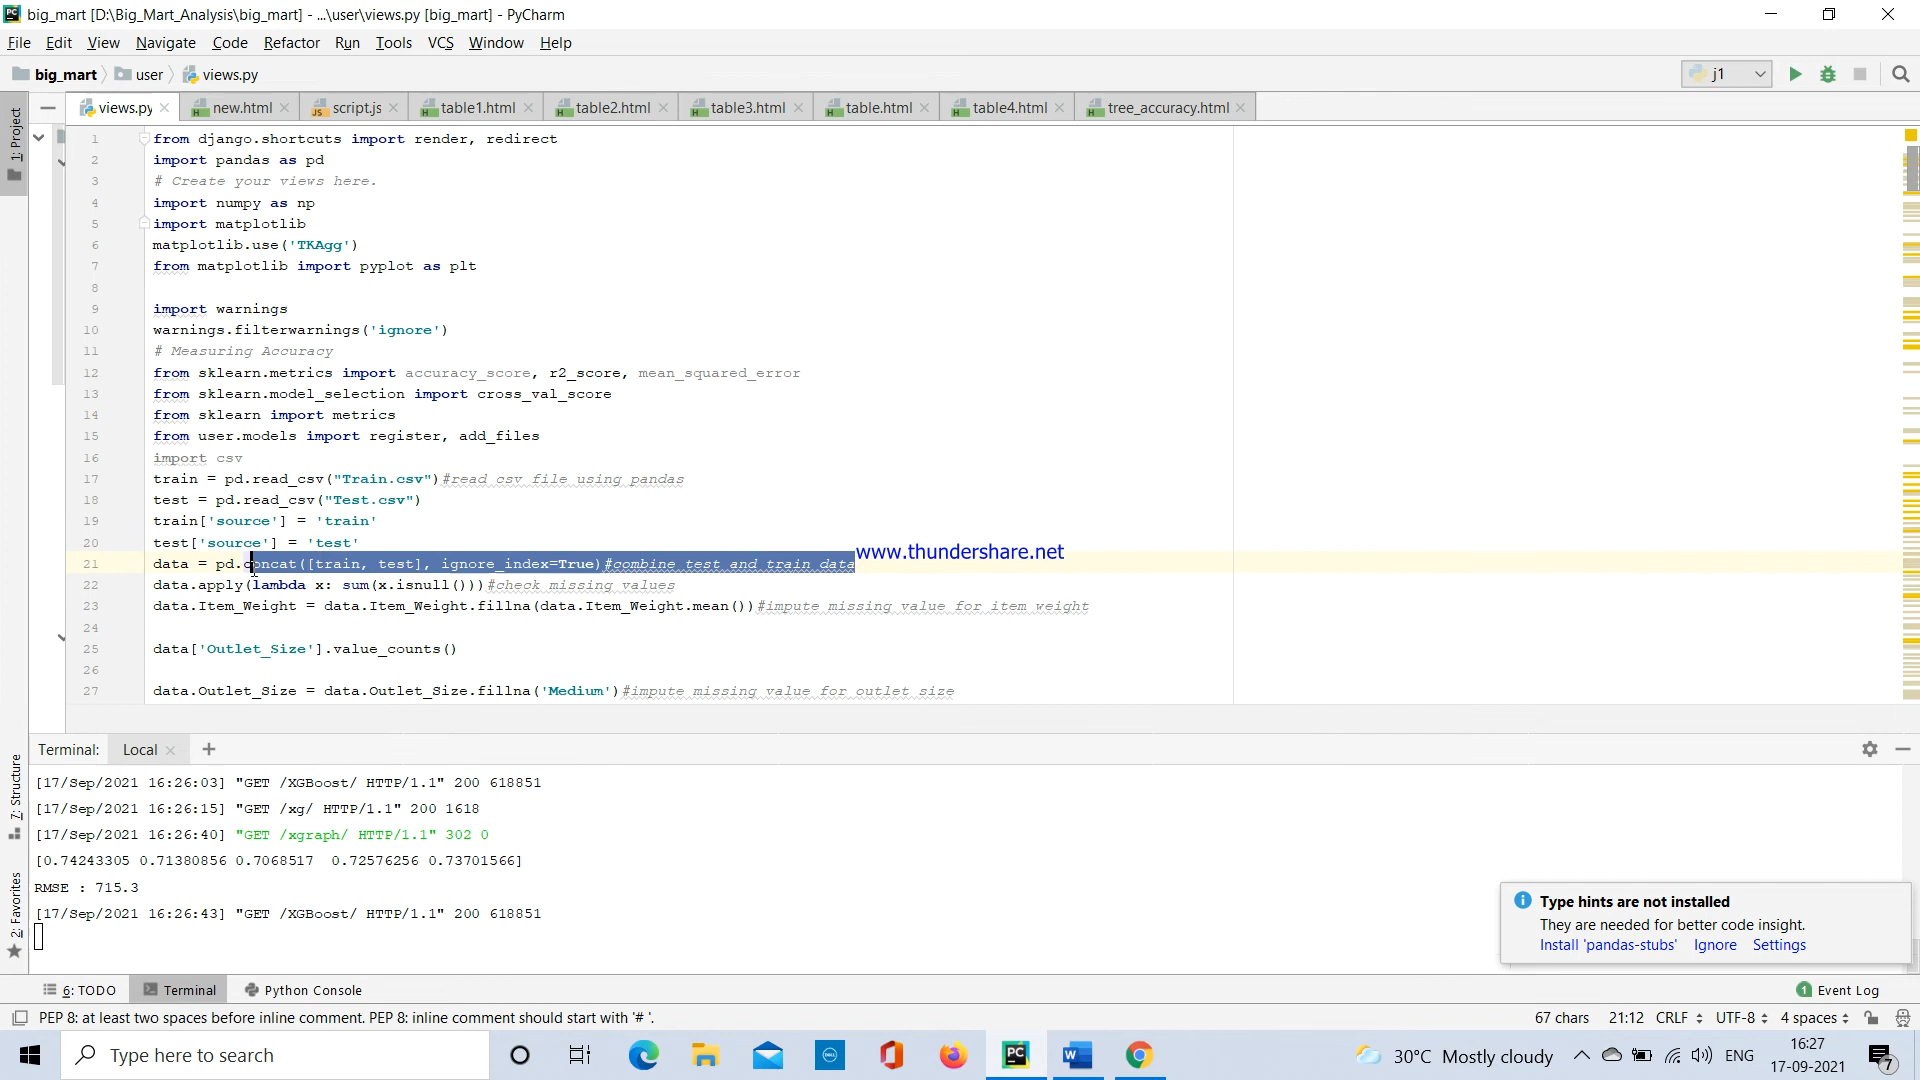 big_mart [D:\Big_Mart_Analysis\big_mart] - ...\user\views.py [big_mart] - PyCharm
File Edit View Navigate Code Refactor Run Tools VCS Window Help
big_mart user views.py j1
views.py new.html script.js table1.html table2.html table3.html table.html table4.html tree_accuracy.html
1: Project
1 from django.shortcuts import render, redirect
2 import pandas as pd
3 # Create your views here.
4 import numpy as np
5 import matplotlib
6 matplotlib.use('TKAgg')
7 from matplotlib import pyplot as plt
8
9 import warnings
10 warnings.filterwarnings('ignore')
11 # Measuring Accuracy
12 from sklearn.metrics import accuracy_score, r2_score, mean_squared_error
13 from sklearn.model_selection import cross_val_score
14 from sklearn import metrics
15 from user.models import register, add_files
16 import csv
17 train = pd.read_csv("Train.csv")#read csv file using pandas
18 test = pd.read_csv("Test.csv")
19 train['source'] = 'train'
20 test['source'] = 'test'
21 data = pd.concat([train, test], ignore_index=True)#combine test and train data
www.thundershare.net
22 data.apply(lambda x: sum(x.isnull()))#check missing values
23 data.Item_Weight = data.Item_Weight.fillna(data.Item_Weight.mean())#impute missing value for item weight
24
25 data['Outlet_Size'].value_counts()
26
27 data.Outlet_Size = data.Outlet_Size.fillna('Medium')#impute missing value for outlet size
Terminal: Local +
7: Structure
2: Favorites
[17/Sep/2021 16:26:03] "GET /XGBoost/ HTTP/1.1" 200 618851
[17/Sep/2021 16:26:15] "GET /xg/ HTTP/1.1" 200 1618
[17/Sep/2021 16:26:40] "GET /xgraph/ HTTP/1.1" 302 0
[0.74243305 0.71380856 0.7068517  0.72576256 0.73701566]
RMSE : 715.3
[17/Sep/2021 16:26:43] "GET /XGBoost/ HTTP/1.1" 200 618851
Type hints are not installed
They are needed for better code insight.
Install 'pandas-stubs' Ignore Settings
6: TODO Terminal Python Console 1 Event Log
PEP 8: at least two spaces before inline comment. PEP 8: inline comment should start with '# '. 67 chars 21:12 CRLF UTF-8 4 spaces
Type here to search 30°C Mostly cloudy ENG 16:27
17-09-2021 7